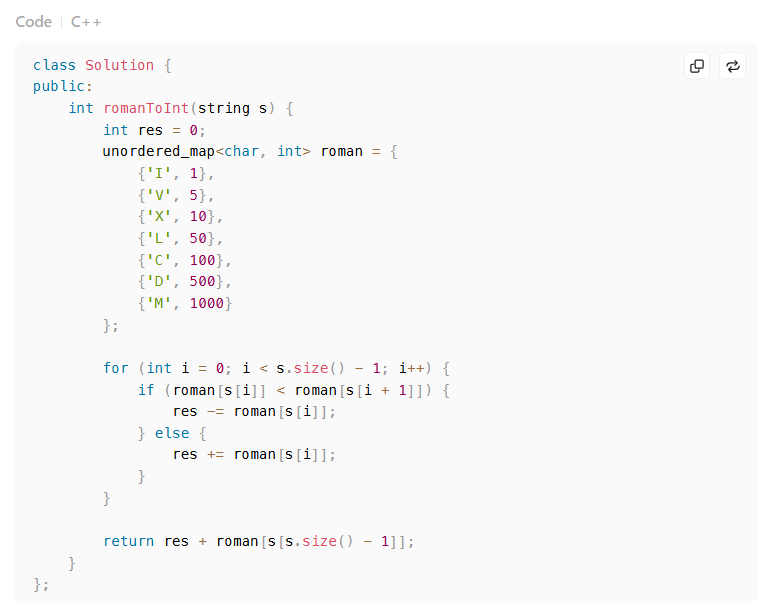 Code | C++
class Solution {
public:
    int romanToInt(string s) {
        int res = 0;
        unordered_map<char, int> roman = {
            {'I', 1},
            {'V', 5},
            {'X', 10},
            {'L', 50},
            {'C', 100},
            {'D', 500},
            {'M', 1000}
        };

        for (int i = 0; i < s.size() - 1; i++) {
            if (roman[s[i]] < roman[s[i + 1]]) {
                res -= roman[s[i]];
            } else {
                res += roman[s[i]];
            }
        }

        return res + roman[s[s.size() - 1]];
    }
};